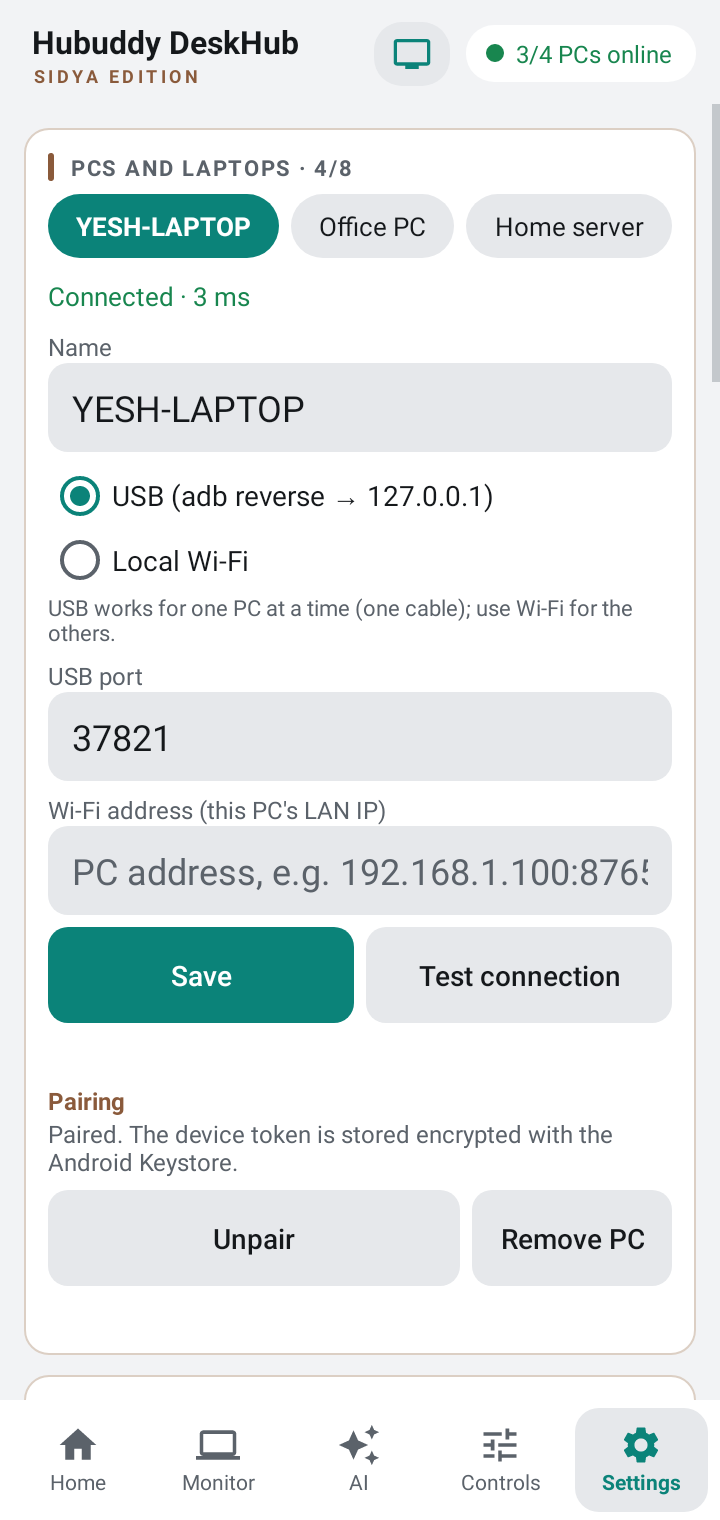 Hubuddy DeskHub
SIDYA EDITION
3/4 PCs online
PCS AND LAPTOPS · 4/8
YESH-LAPTOP
Office PC
Home server
Connected · 3 ms
Name
YESH-LAPTOP
USB (adb reverse → 127.0.0.1)
Local Wi-Fi
USB works for one PC at a time (one cable); use Wi-Fi for the
others.
USB port
37821
Wi-Fi address (this PC's LAN IP)
PC address, e.g. 192.168.1.100:8765
Save
Test connection
Pairing
Paired. The device token is stored encrypted with the
Android Keystore.
Unpair
Remove PC
Home
Monitor
AI
Controls
Settings